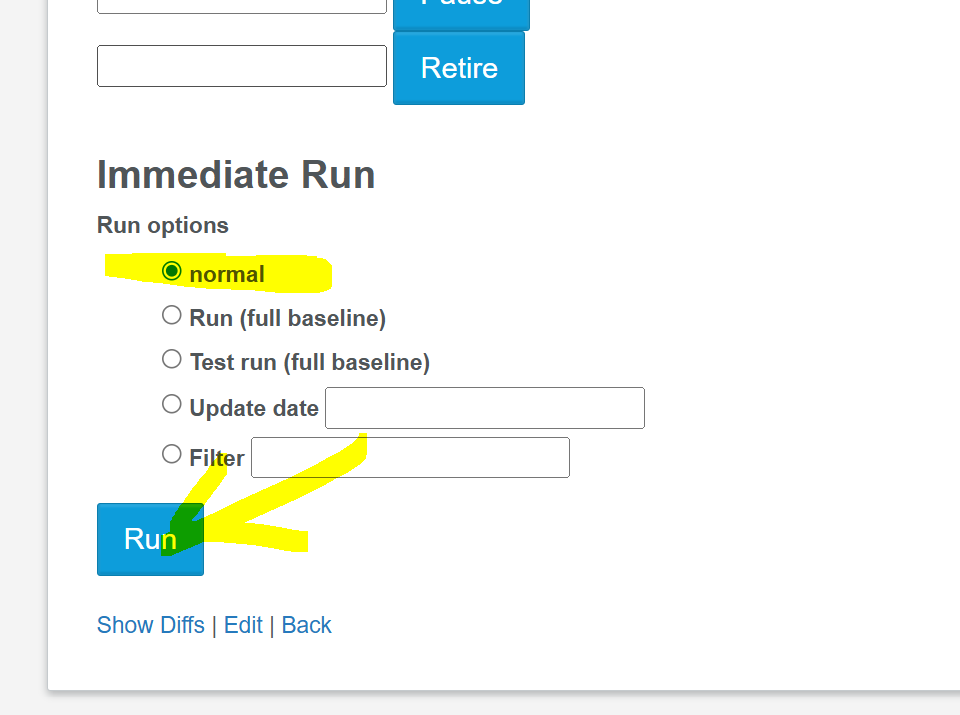 Pause
Retire
Immediate Run
Run options
normal
Run (full baseline)
Test run (full baseline)
Update date
Filter
Run
Show Diffs | Edit | Back